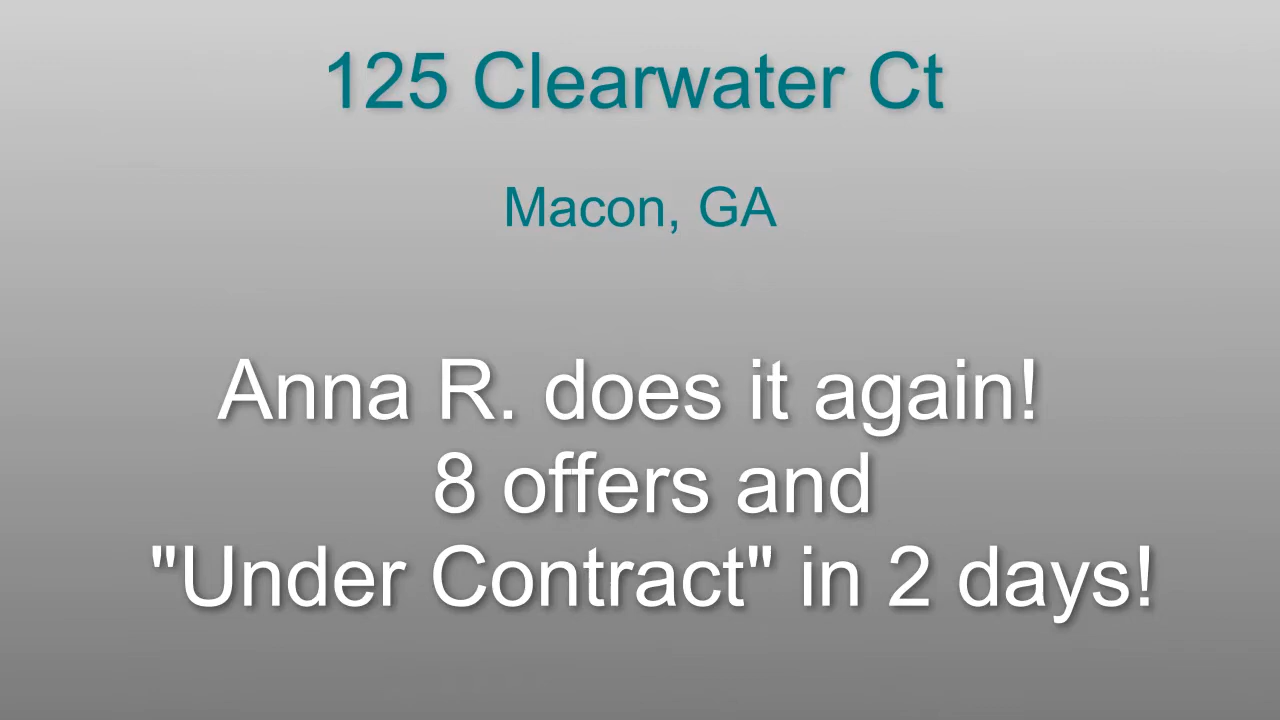 125 Clearwater Ct
Macon, GA
Anna R. does it again!
8 offers and
"Under Contract" in 2 days!